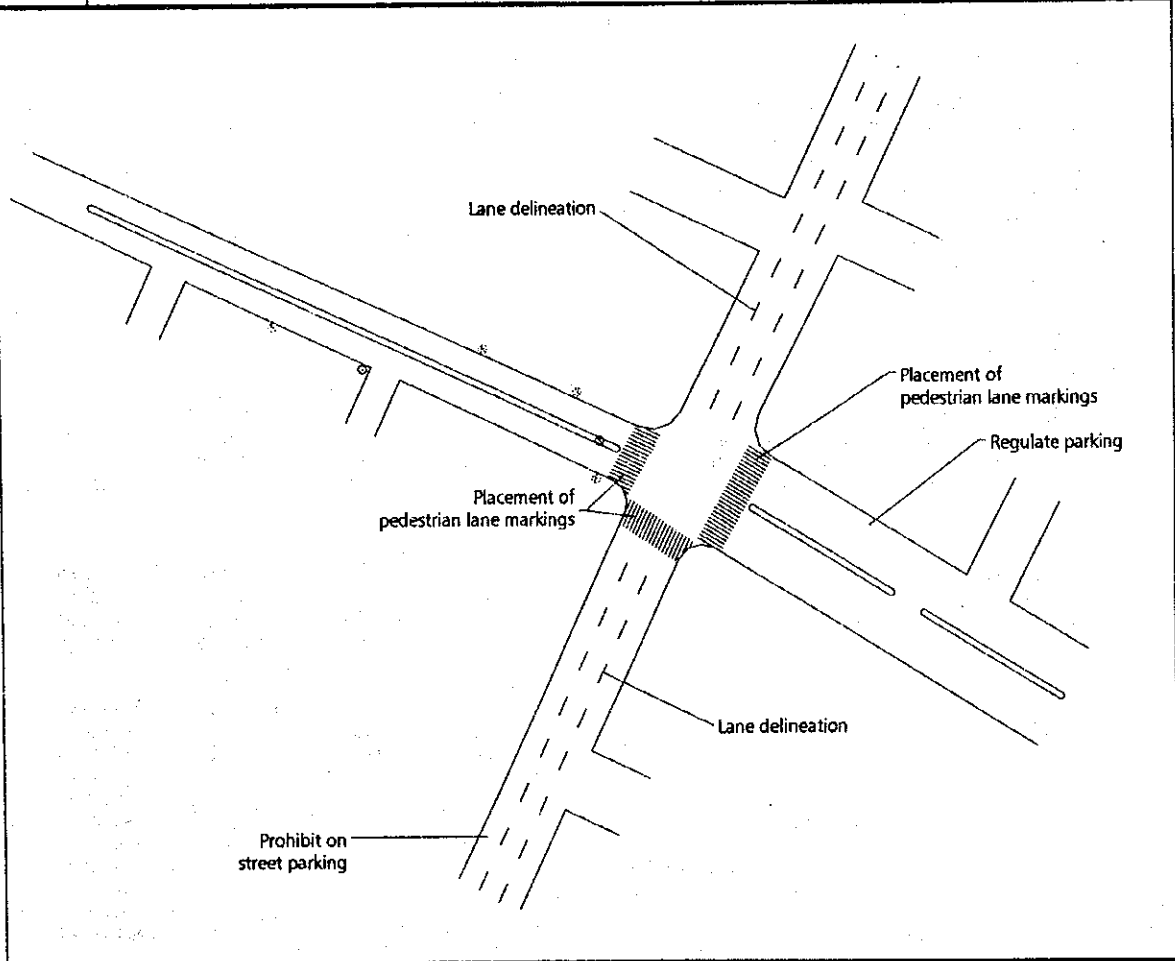 Lane delineation
Placement of
pedestrian lane markings
Regulate parking
Placement of
pedestrian lane markings
Lane delineation
Prohibit on
street parking